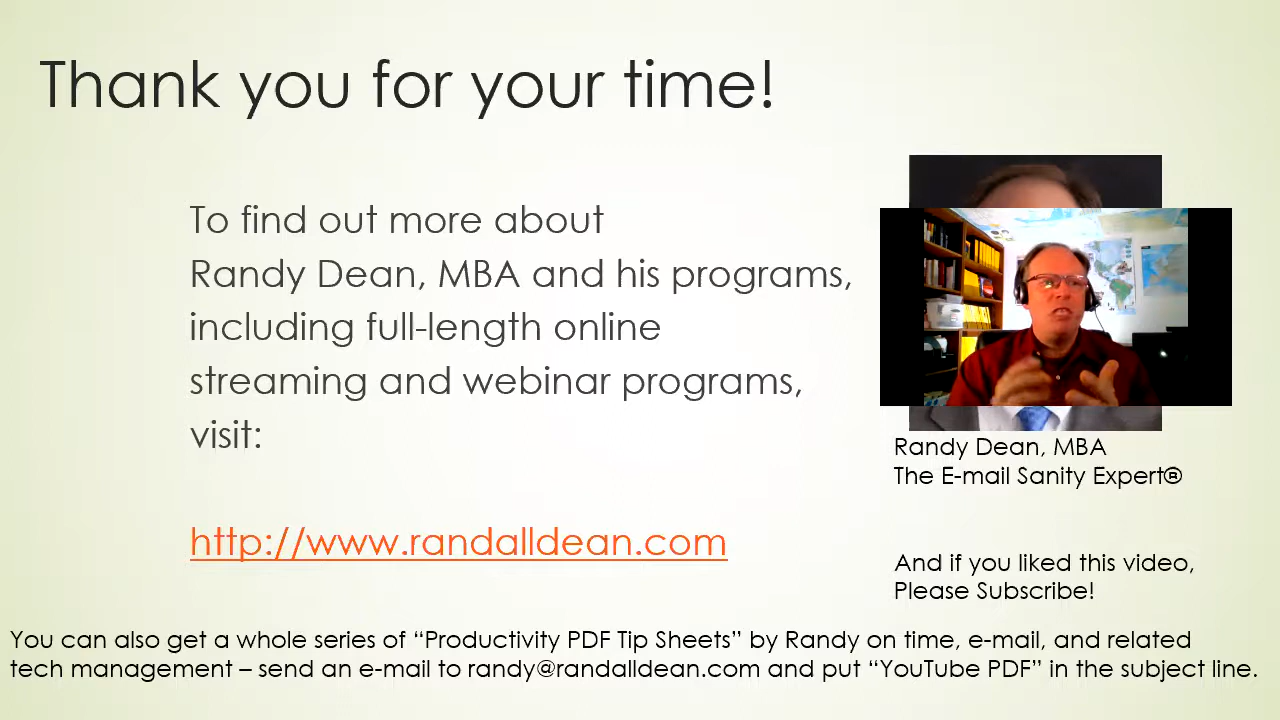 Thank you for your time!
To find out more about
Randy Dean, MBA and his programs,
including full-length online
streaming and webinar programs,
visit:
http://www.randalldean.com
Randy Dean, MBA
The E-mail Sanity Expert®
And if you liked this video,
Please Subscribe!
You can also get a whole series of “Productivity PDF Tip Sheets” by Randy on time, e-mail, and related
tech management – send an e-mail to randy@randalldean.com and put “YouTube PDF” in the subject line.